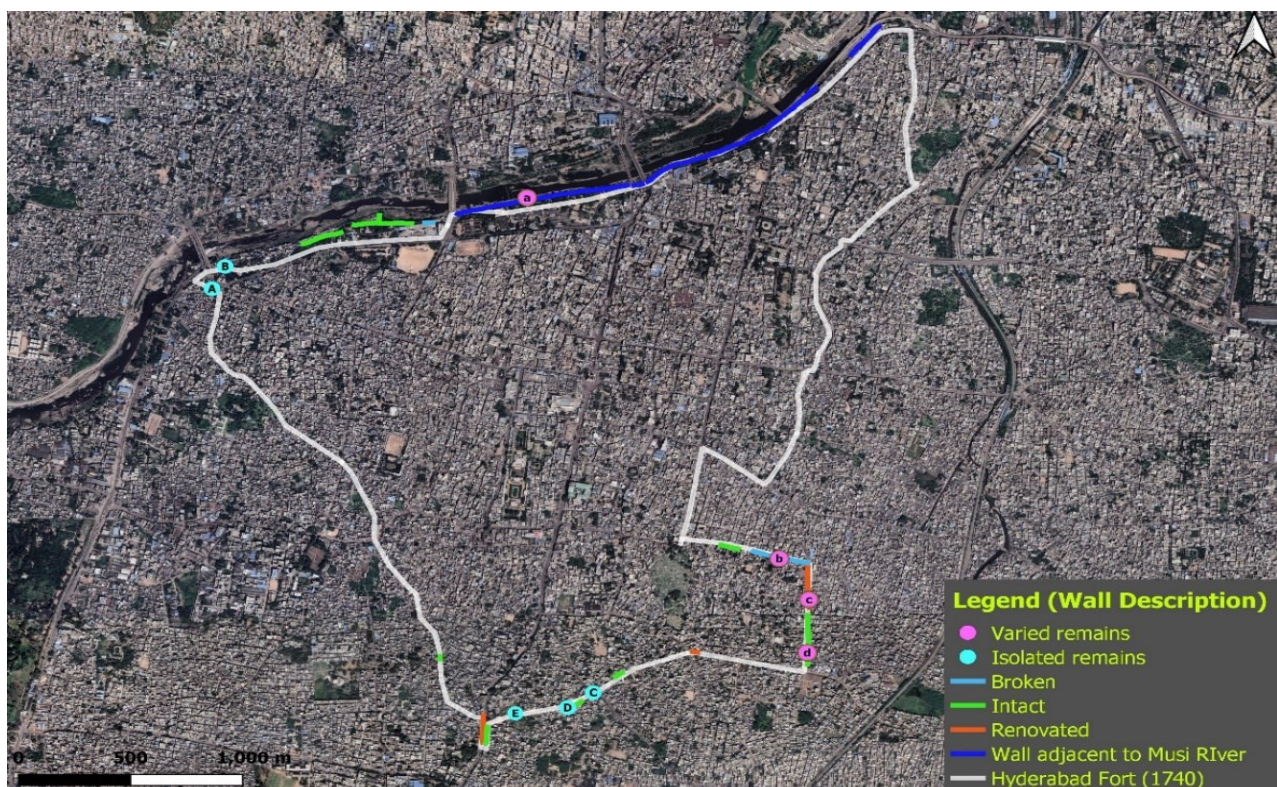 a
B
A
b
c
d
C
D
E
0 500 1,000 m
Legend (Wall Description)
Varied remains
Isolated remains
Broken
Intact
Renovated
Wall adjacent to Musi RIver
Hyderabad Fort (1740)